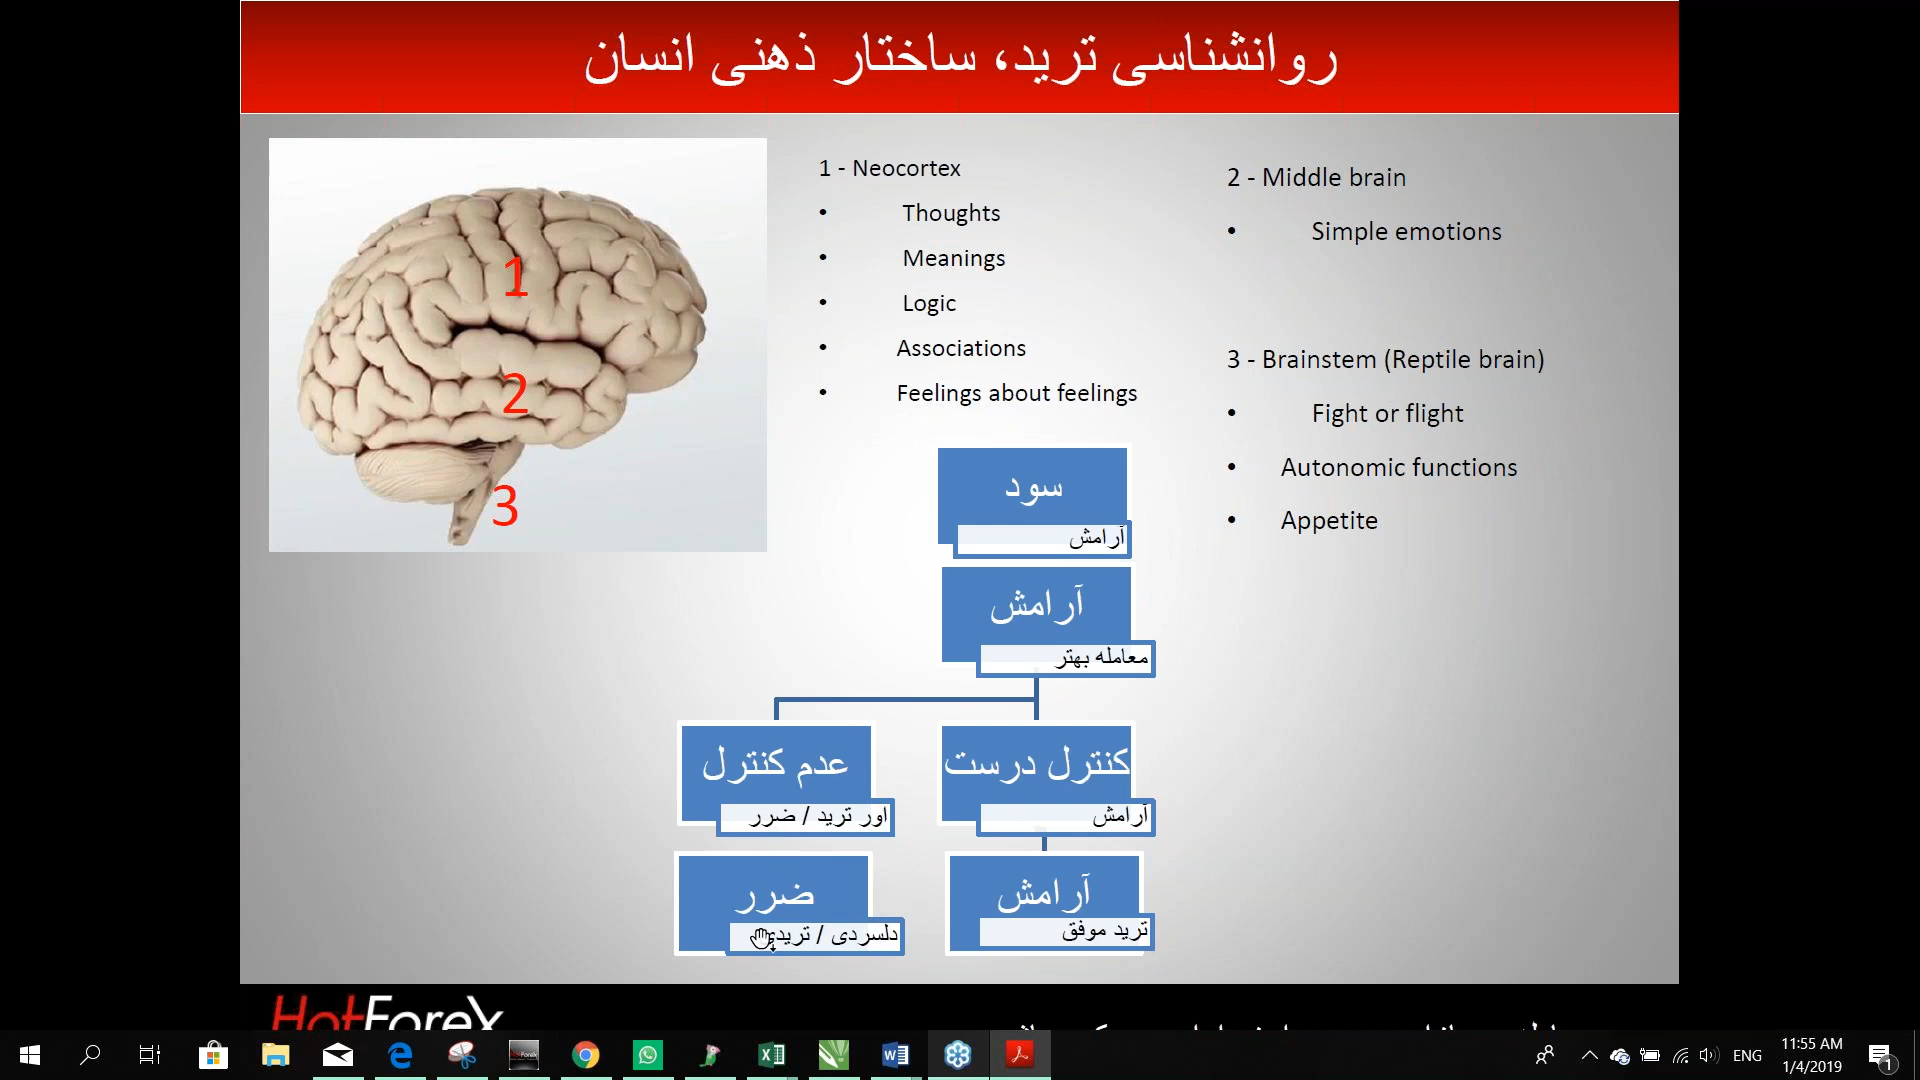 روانشناسی ترید، ساختار ذهنی انسان
1
2
3
1 - Neocortex
• Thoughts
• Meanings
• Logic
• Associations
• Feelings about feelings
2 - Middle brain
• Simple emotions
3 - Brainstem (Reptile brain)
• Fight or flight
• Autonomic functions
• Appetite
سود
آرامش
آرامش
معامله بهتر
کنترل درست
آرامش
عدم کنترل
اور ترید / ضرر
آرامش
ترید موفق
ضرر
دلسردی /
HotForex
ENG
11:55 AM
1/4/2019
1